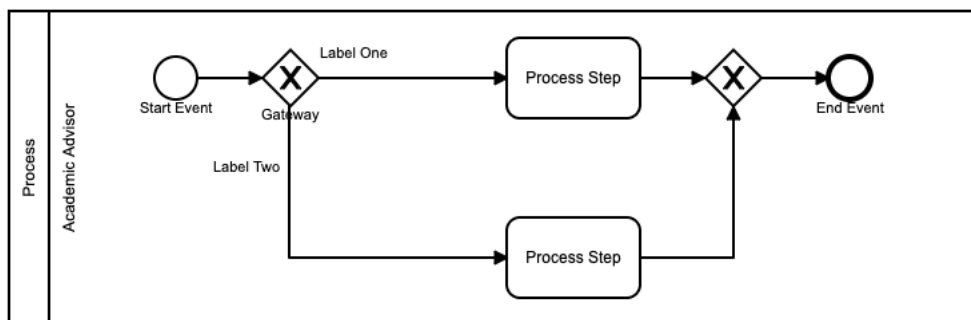 Process
Academic Advisor
Start Event
X
Gateway
Label One
Label Two
Process Step
Process Step
X
End Event